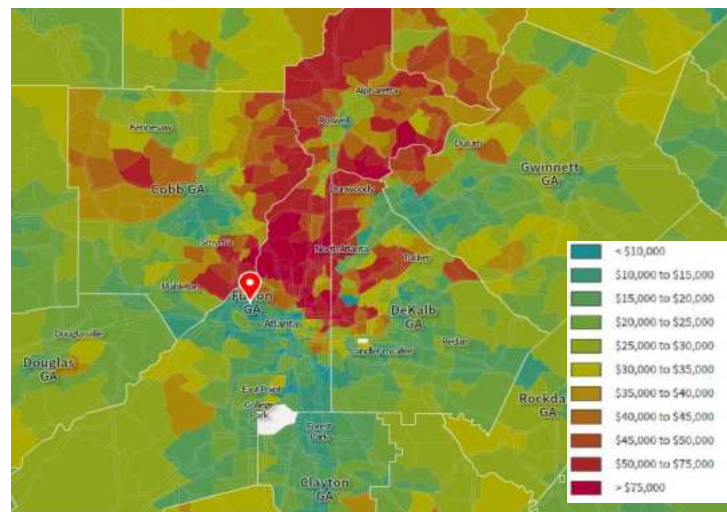 Alpharetta
Roswell
Kennesaw
Duluth
Gwinnett
GA
Cobb GA
Dunwoody
Smyrna
North Atlanta
Tucker
Mableton
Fulton
GA
Atlanta
DeKalb
GA
Douglasville
Redan
Candler-mcafee
Douglas
GA
East Point
College
Park
Forest
Park
Rockda
GA
Clayton
GA
< $10,000
$10,000 to $15,000
$15,000 to $20,000
$20,000 to $25,000
$25,000 to $30,000
$30,000 to $35,000
$35,000 to $40,000
$40,000 to $45,000
$45,000 to $50,000
$50,000 to $75,000
> $75,000